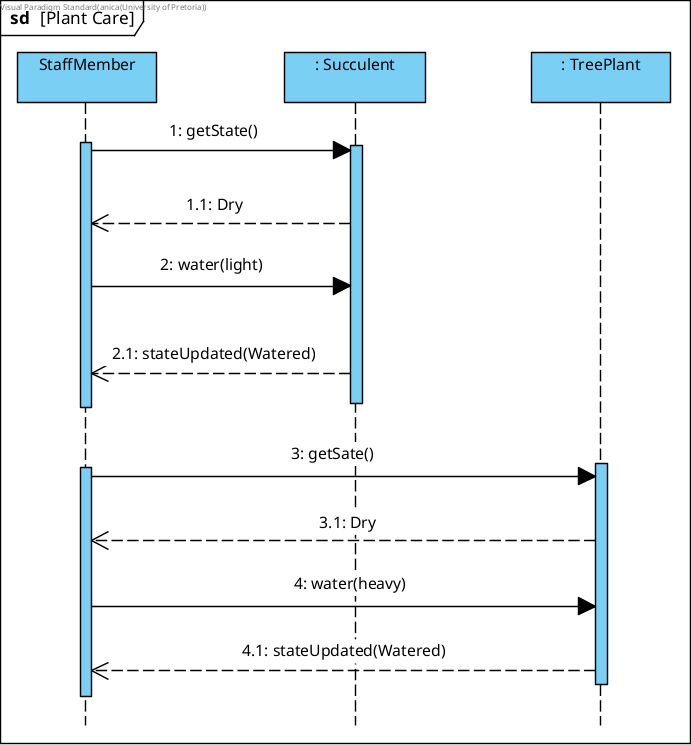 Visual Paradigm Standard(anica(University of Pretoria))
sd [Plant Care]
StaffMember
: Succulent
: TreePlant
1: getState()
1.1: Dry
2: water(light)
2.1: stateUpdated(Watered)
3: getSate()
3.1: Dry
4: water(heavy)
4.1: stateUpdated(Watered)